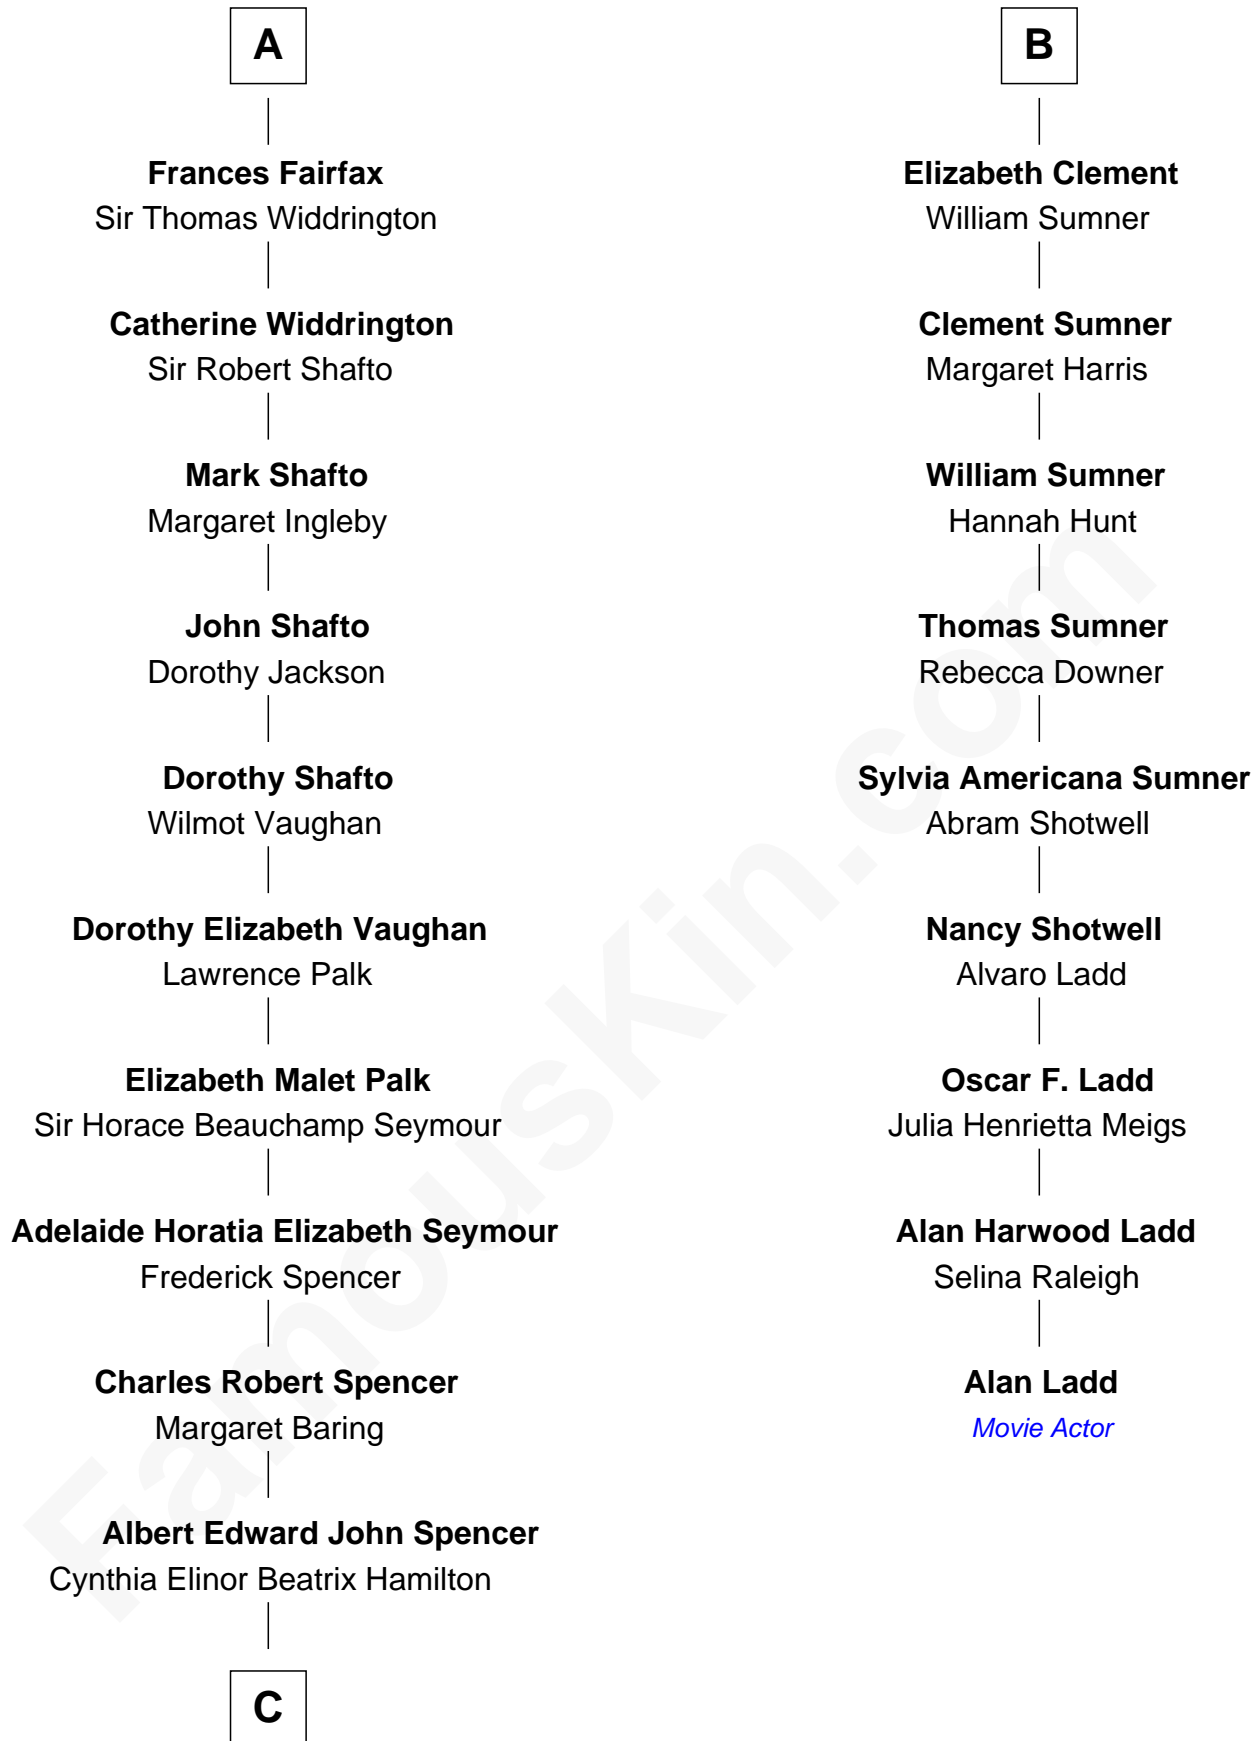 A
Frances Fairfax
Sir Thomas Widdrington
Catherine Widdrington
Sir Robert Shafto
Mark Shafto
Margaret Ingleby
John Shafto
Dorothy Jackson
Dorothy Shafto
Wilmot Vaughan
Dorothy Elizabeth Vaughan
Lawrence Palk
Elizabeth Malet Palk
Sir Horace Beauchamp Seymour
Adelaide Horatia Elizabeth Seymour
Frederick Spencer
Charles Robert Spencer
Margaret Baring
Albert Edward John Spencer
Cynthia Elinor Beatrix Hamilton
C
B
Elizabeth Clement
William Sumner
Clement Sumner
Margaret Harris
William Sumner
Hannah Hunt
Thomas Sumner
Rebecca Downer
Sylvia Americana Sumner
Abram Shotwell
Nancy Shotwell
Alvaro Ladd
Oscar F. Ladd
Julia Henrietta Meigs
Alan Harwood Ladd
Selina Raleigh
Alan Ladd
Movie Actor
FamousKin.com